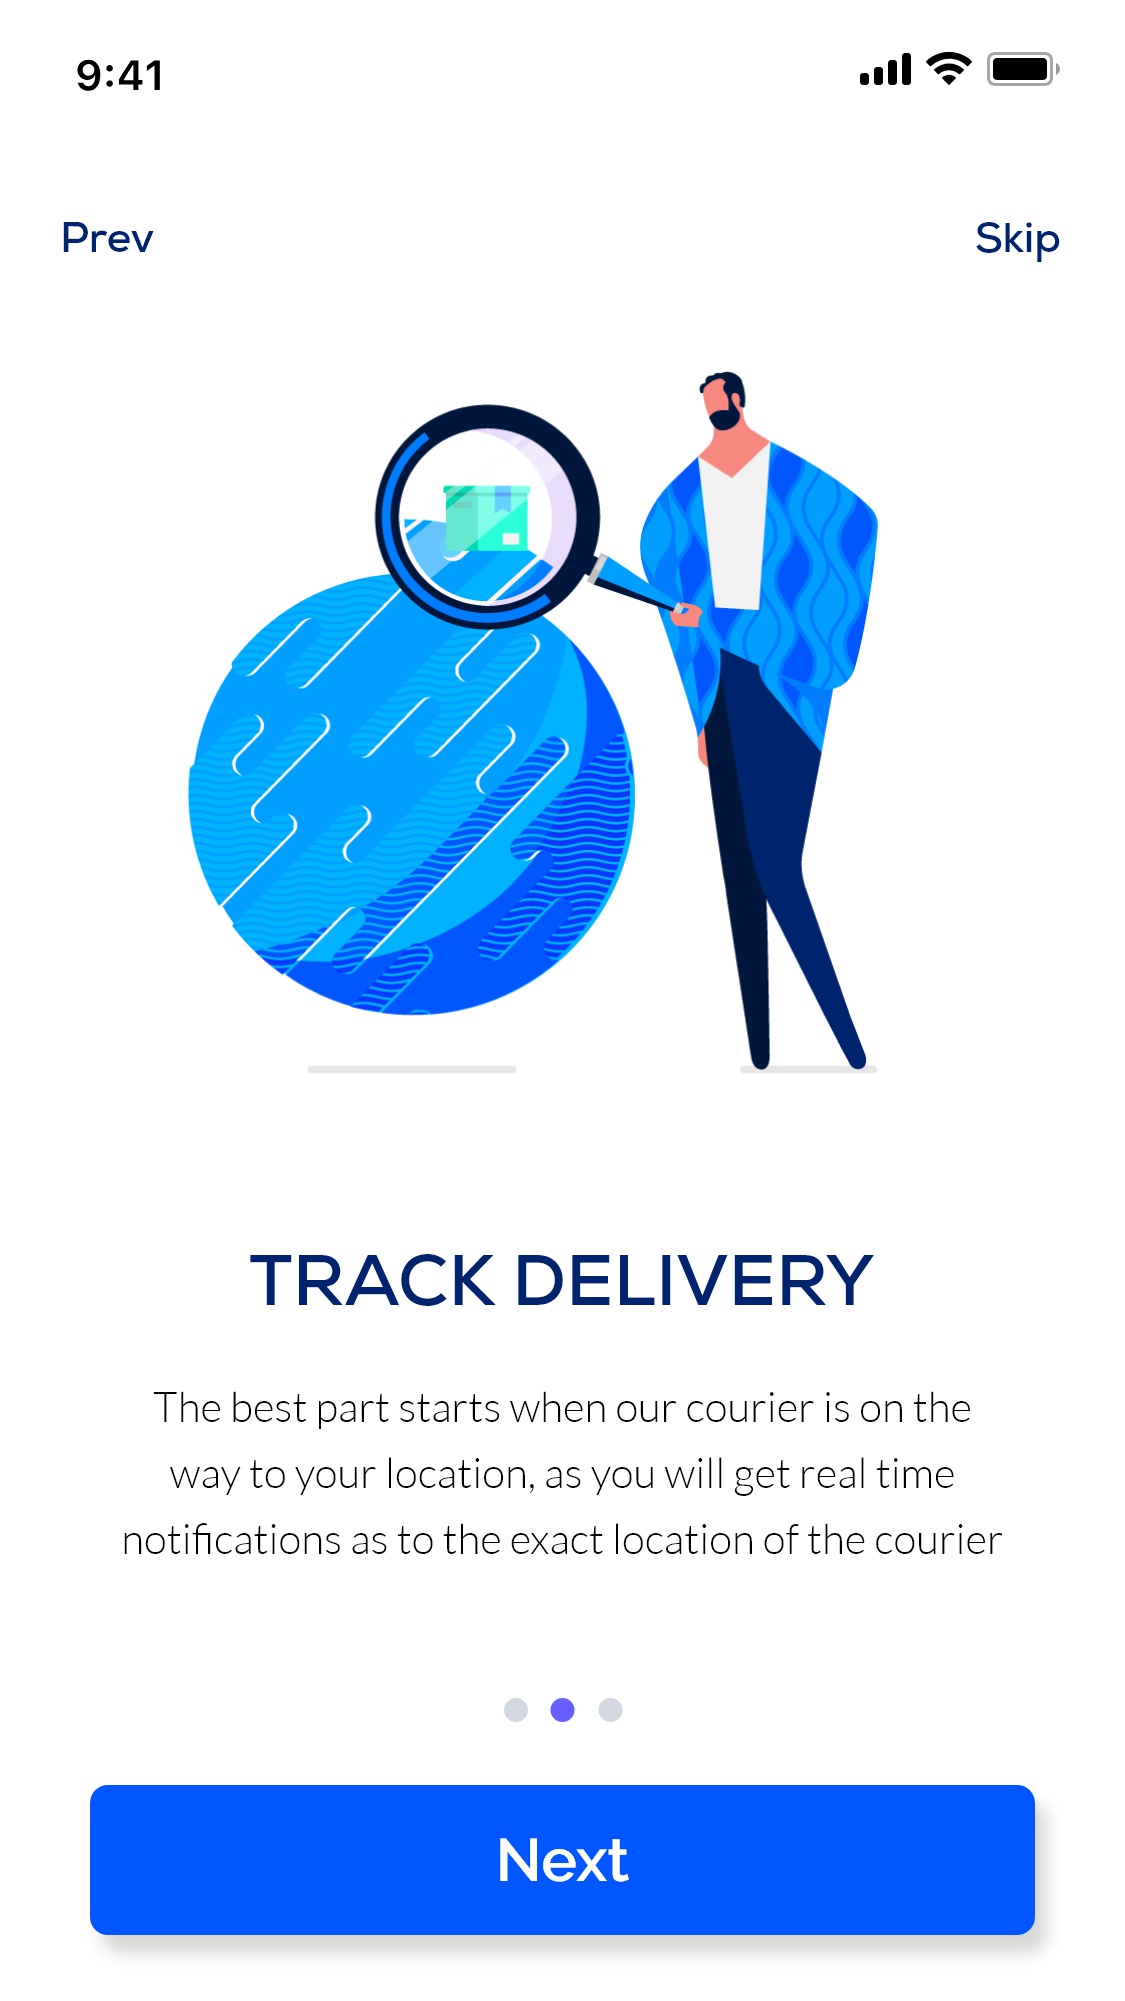 9:41
Prev
Skip
TRACK DELIVERY
The best part starts when our courier is on the
way to your location, as you will get real time
notifications as to the exact location of the courier
Next